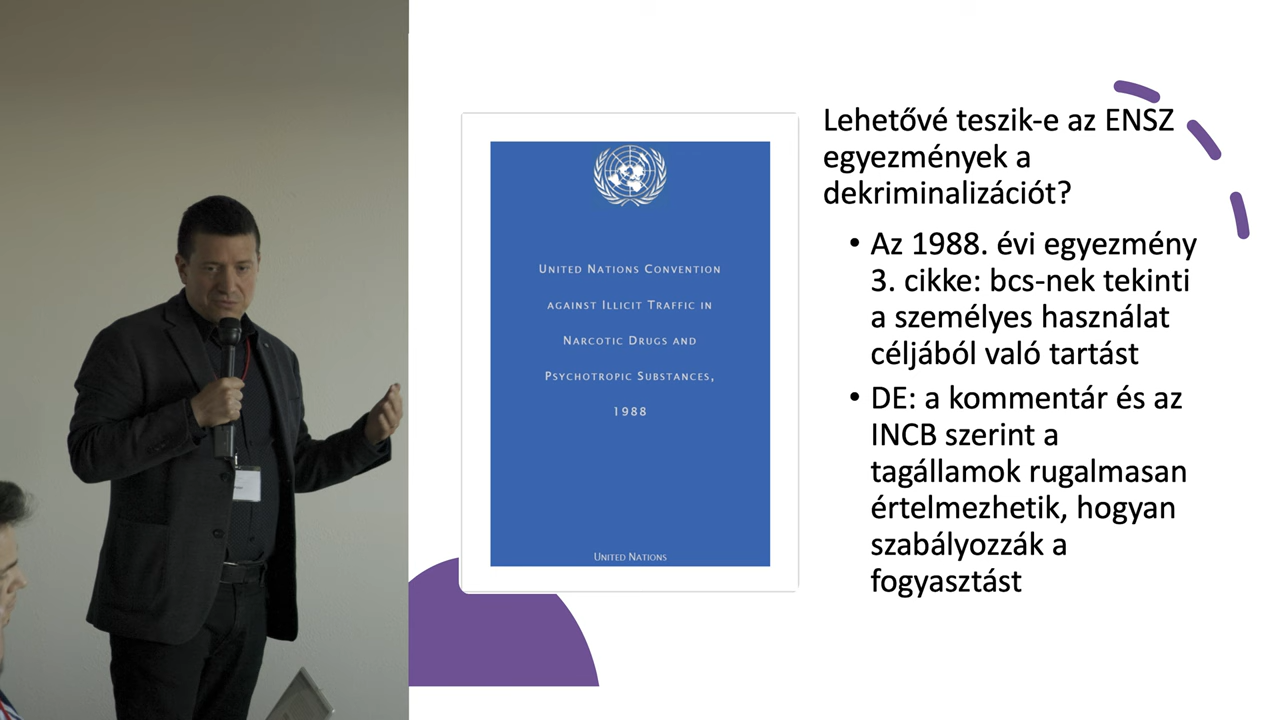 UNITED NATIONS CONVENTION
AGAINST ILLICIT TRAFFIC IN
NARCOTIC DRUGS AND
PSYCHOTROPIC SUBSTANCES,
1988
UNITED NATIONS
Lehetővé teszik-e az ENSZ
egyezmények a
dekriminalizációt?
• Az 1988. évi egyezmény
3. cikke: bcs-nek tekinti
a személyes használat
céljából való tartást
• DE: a kommentár és az
INCB szerint a
tagállamok rugalmasan
értelmezhetik, hogyan
szabályozzák a
fogyasztást